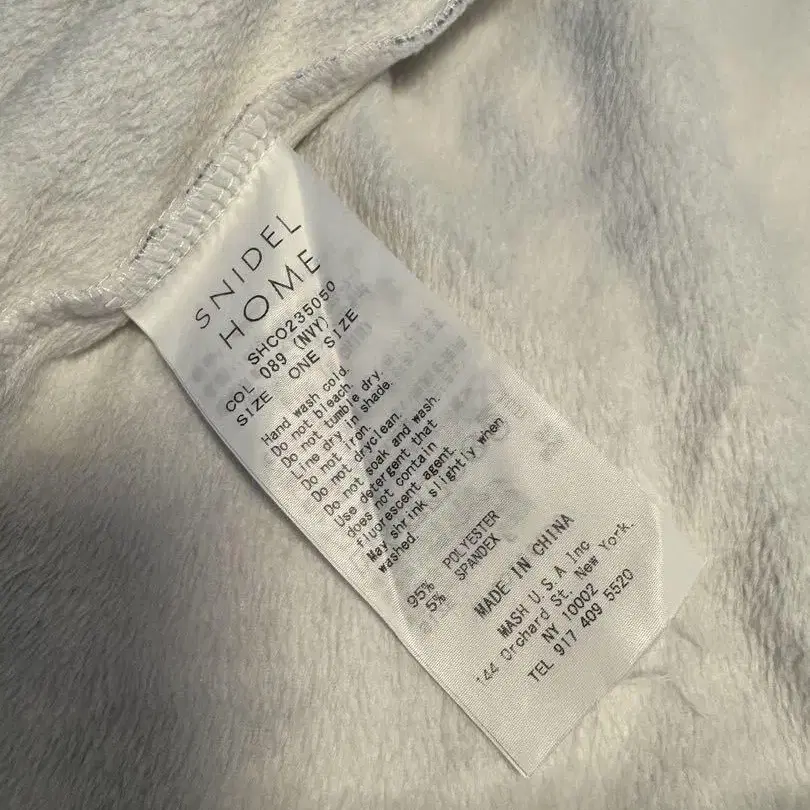 SNIDEL
HOME
SHCO235050
COL 089 (NVY)
SIZE ONE SIZE
Hand wash cold.
Do not bleach.
Do not tumble dry.
Line dry in shade.
Do not iron.
Do not dryclean.
Do not soak and wash.
Use detergent that
does not contain
fluorescent agent.
May shrink slightly when
washed.
95% POLYESTER
5% SPANDEX
MADE IN CHINA
MASH U.S.A Inc
144 Orchard St. New York.
NY 10002
TEL 917 409 5520